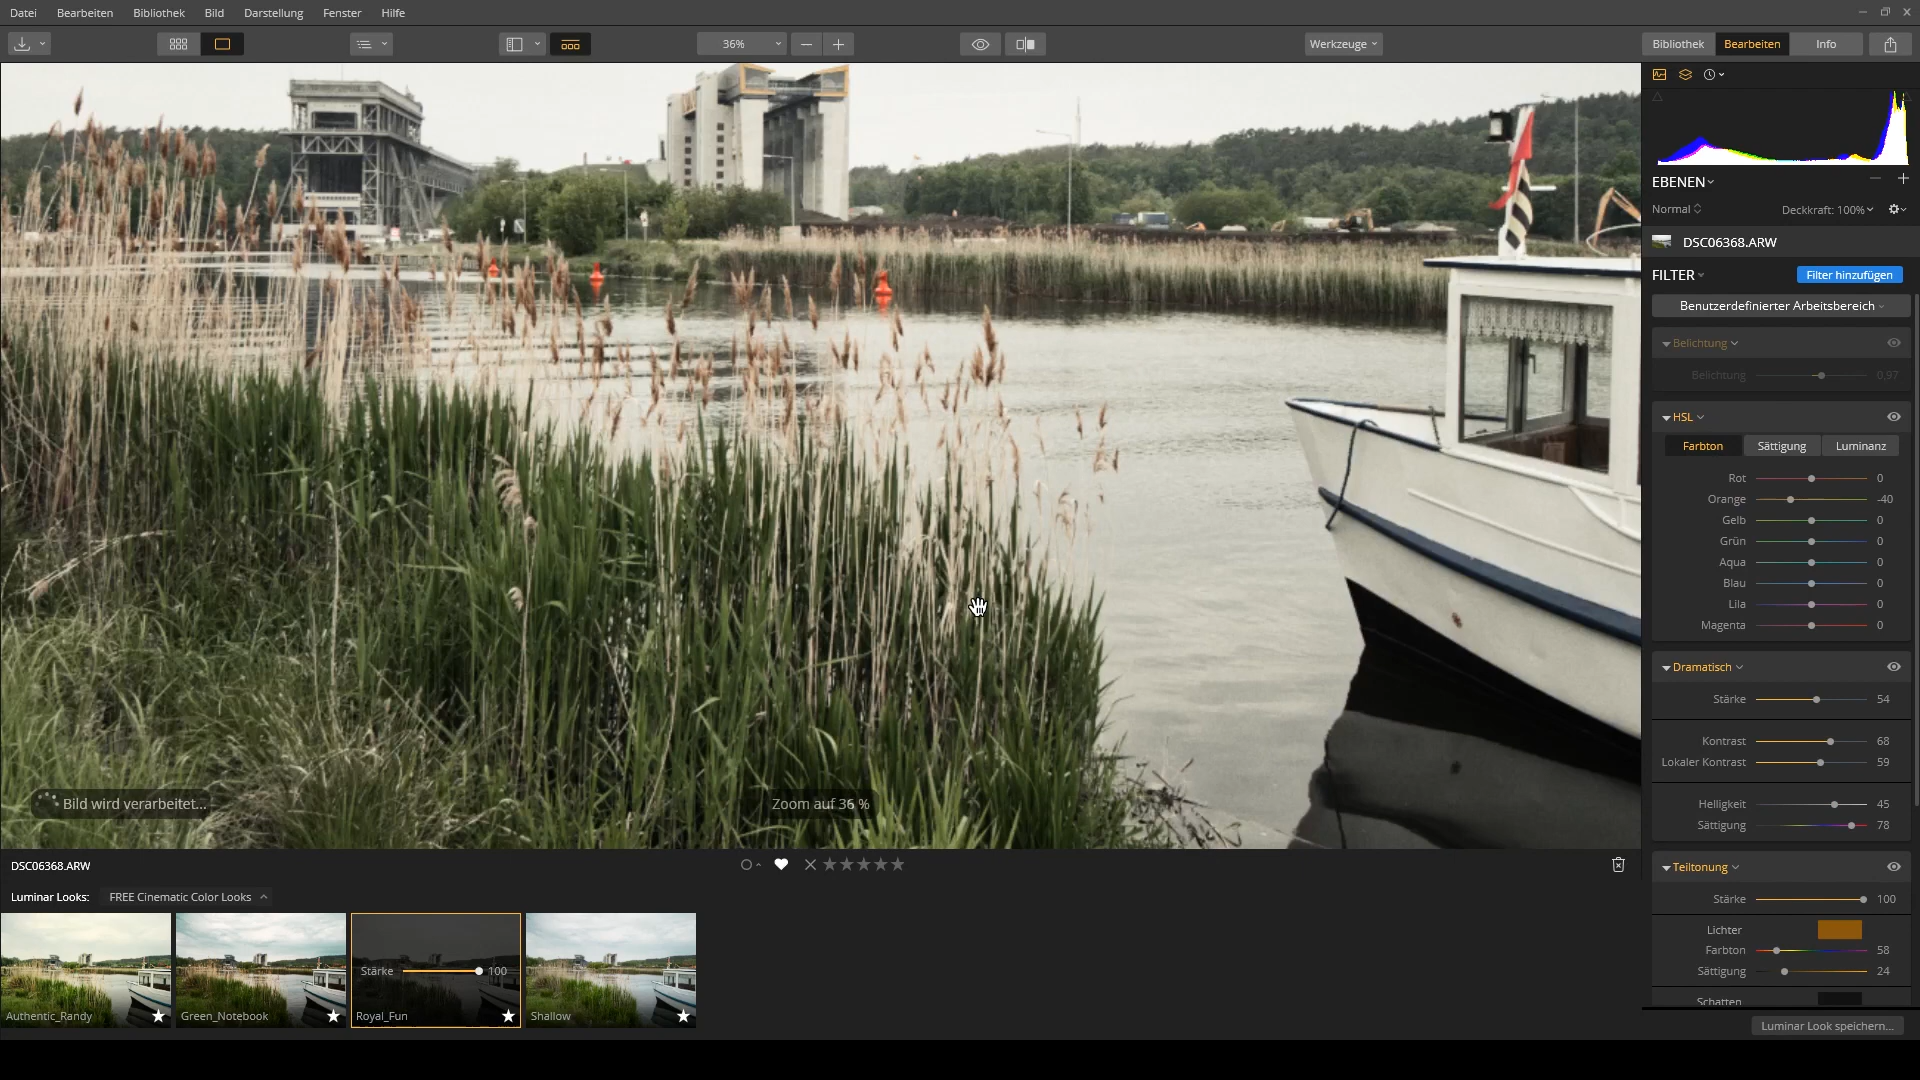 Datei Bearbeiten Bibliothek Bild Darstellung Fenster Hilfe
36% Werkzeuge Bibliothek Bearbeiten Info
EBENEN
Normal Deckkraft: 100%
DSC06368.ARW
FILTER Filter hinzufügen
Benutzerdefinierter Arbeitsbereich
Belichtung
Belichtung 0,97
HSL
Farbton Sättigung Luminanz
Rot 0
Orange -40
Gelb 0
Grün 0
Aqua 0
Blau 0
Lila 0
Magenta 0
Dramatisch
Stärke 54
Kontrast 68
Lokaler Kontrast 59
Helligkeit 45
Sättigung 78
Teiltonung
Stärke 100
Lichter
Farbton 58
Sättigung 24
Schatten
Luminar Look speichern...
Bild wird verarbeitet... Zoom auf 36 %
DSC06368.ARW
Luminar Looks: FREE Cinematic Color Looks
Stärke 100
Authentic_Randy Green_Notebook Royal_Fun Shallow